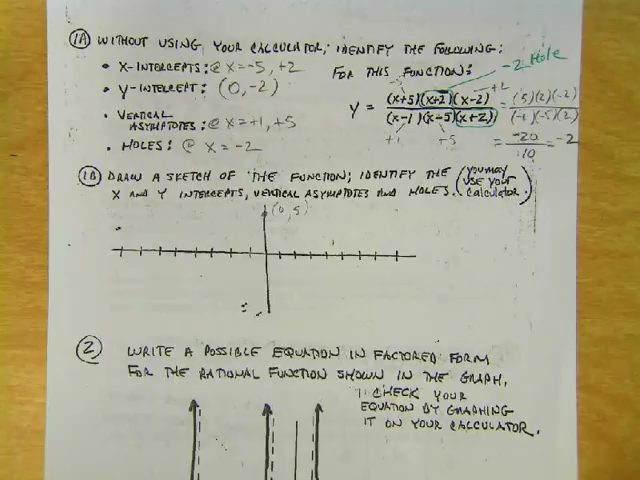 1A WITHOUT USING YOUR CALCULATOR, IDENTIFY THE FOLLOWING:
• X-INTERCEPTS: @ X=-5, +2 FOR THIS FUNCTION: -2 Hole
• Y-INTERCEPT: (0,-2)
-5 +2
Y = (X+5)(X+2)(X-2) / (X-1)(X-5)(X+2) = (5)(2)(-2) / (-1)(-5)(2)
+1 +5
• VERTICAL ASYMPTOTES: @ X=+1, +5
= -20/10 = -2
• HOLES: @ X=-2
1B DRAW A SKETCH OF THE FUNCTION; IDENTIFY THE
X AND Y INTERCEPTS, VERTICAL ASYMPTOTES AND HOLES. (YOU MAY USE YOUR CALCULATOR.)
(0,5)
2 WRITE A POSSIBLE EQUATION IN FACTORED FORM
FOR THE RATIONAL FUNCTION SHOWN IN THE GRAPH.
CHECK YOUR
EQUATION BY GRAPHING
IT ON YOUR CALCULATOR.